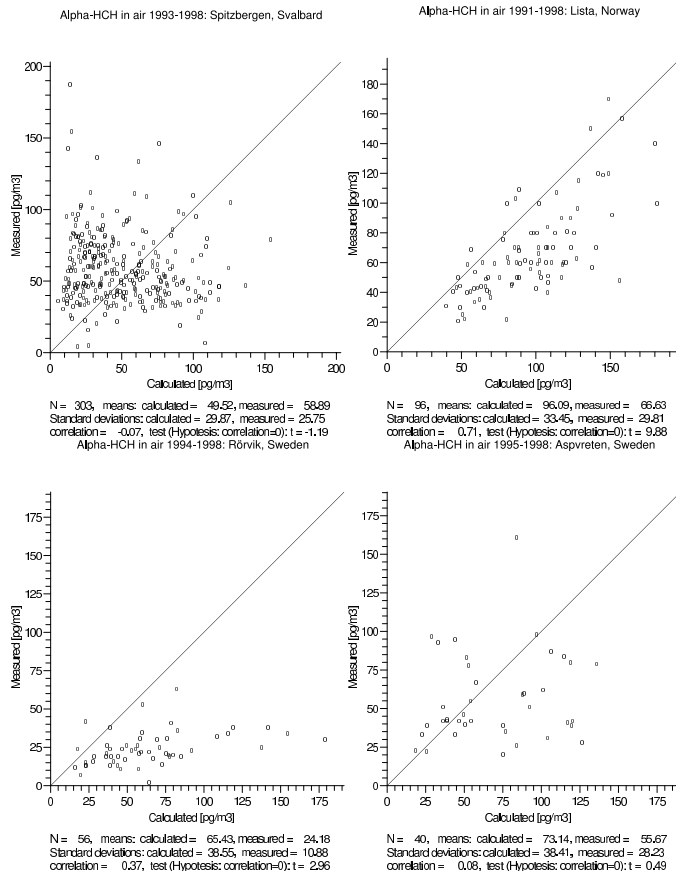 Alpha-HCH in air 1993-1998: Spitzbergen, Svalbard
200
150
100
50
0
Measured [pg/m3]
0 50 100 150 200
Calculated [pg/m3]
N = 303, means: calculated = 49.52, measured = 58.89
Standard deviations: calculated = 29.87, measured = 25.75
correlation = -0.07, test (Hypotesis: correlation=0): t = -1.19
Alpha-HCH in air 1991-1998: Lista, Norway
180
160
140
120
100
80
60
40
20
0
Measured [pg/m3]
0 50 100 150
Calculated [pg/m3]
N = 96, means: calculated = 96.09, measured = 66.63
Standard deviations: calculated = 33.45, measured = 29.81
correlation = 0.71, test (Hypotesis: correlation=0): t = 9.88
Alpha-HCH in air 1994-1998: Rörvik, Sweden
175
150
125
100
75
50
25
0
Measured [pg/m3]
0 25 50 75 100 125 150 175
Calculated [pg/m3]
N = 56, means: calculated = 65.43, measured = 24.18
Standard deviations: calculated = 38.55, measured = 10.88
correlation = 0.37, test (Hypotesis: correlation=0): t = 2.96
Alpha-HCH in air 1995-1998: Aspvreten, Sweden
175
150
125
100
75
50
25
0
Measured [pg/m3]
0 25 50 75 100 125 150 175
Calculated [pg/m3]
N = 40, means: calculated = 73.14, measured = 55.67
Standard deviations: calculated = 38.41, measured = 28.23
correlation = 0.08, test (Hypotesis: correlation=0): t = 0.49